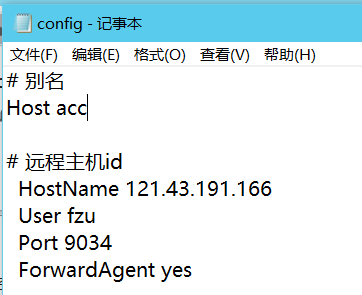 config - 记事本
文件(F) 编辑(E) 格式(O) 查看(V) 帮助(H)
# 别名
Host acc
# 远程主机id
HostName 121.43.191.166
User fzu
Port 9034
ForwardAgent yes